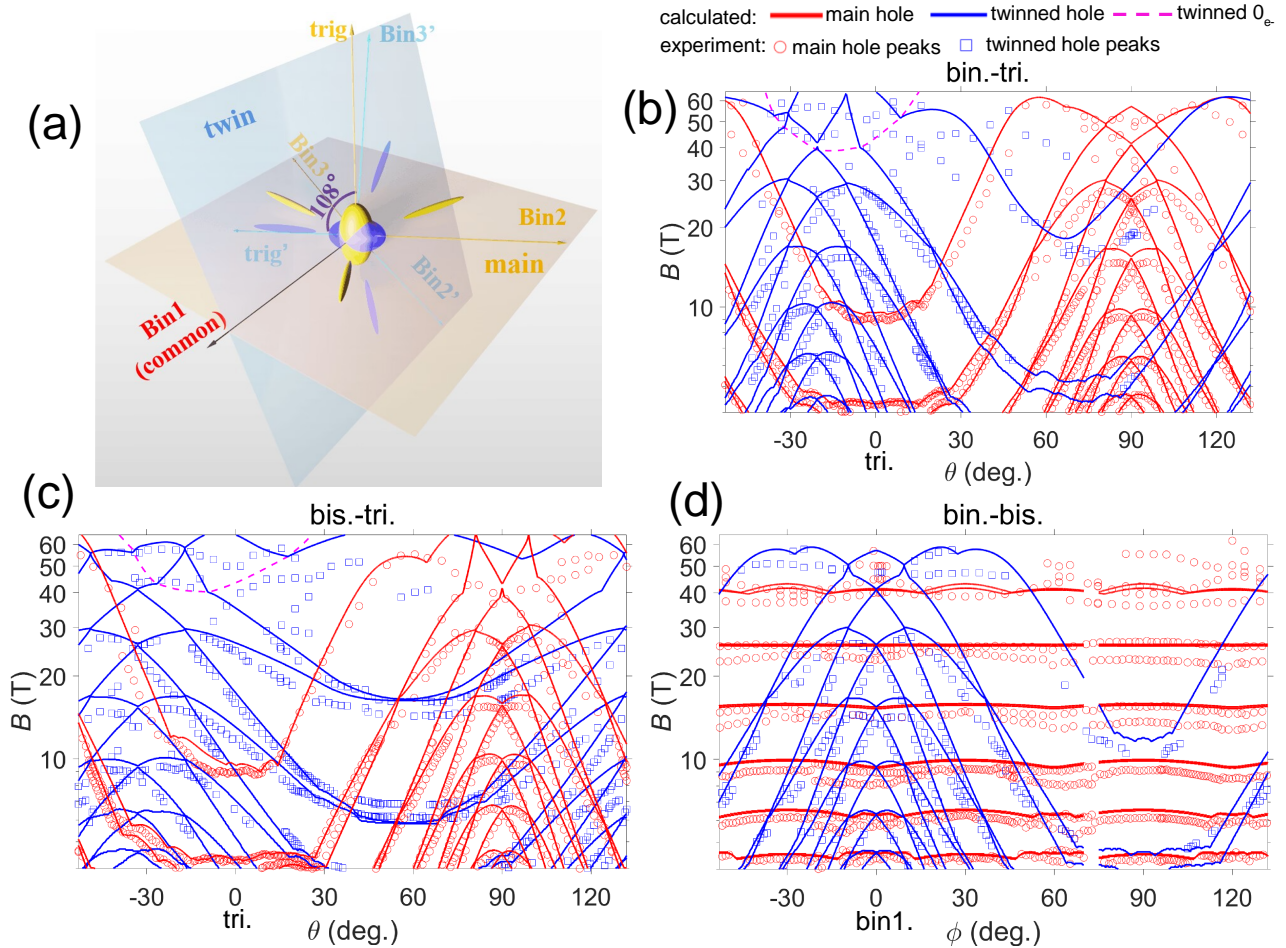 calculated: main hole twinned hole twinned 0e-
experiment: main hole peaks twinned hole peaks
(a)
trig
Bin3'
twin
Bin3
108°
Bin2
trig'
main
Bin2'
Bin1
(common)
(b)
bin.-tri.
60
50
40
30
10
B (T)
-30 0 30 60 90 120
tri.
θ (deg.)
(c)
bis.-tri.
60
50
40
30
10
B (T)
-30 0 30 60 90 120
tri.
θ (deg.)
(d)
bin.-bis.
60
50
40
30
10
B (T)
-30 0 30 60 90 120
bin1.
ϕ (deg.)